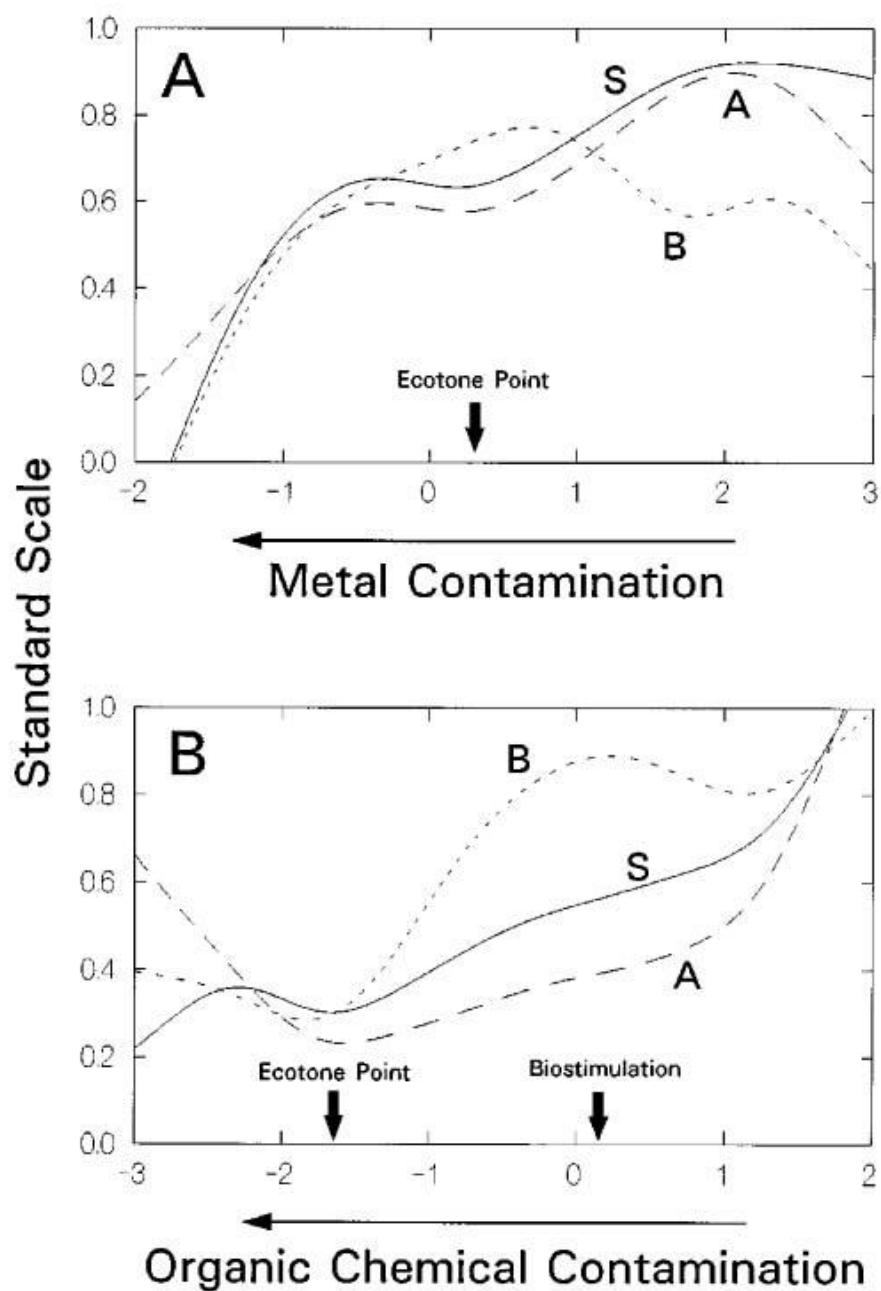 Standard Scale
A
1.0
0.8
0.6
0.4
0.2
0.0
S
A
B
Ecotone Point
-2 -1 0 1 2 3
Metal Contamination
B
1.0
0.8
0.6
0.4
0.2
0.0
B
S
A
Ecotone Point Biostimulation
-3 -2 -1 0 1 2
Organic Chemical Contamination